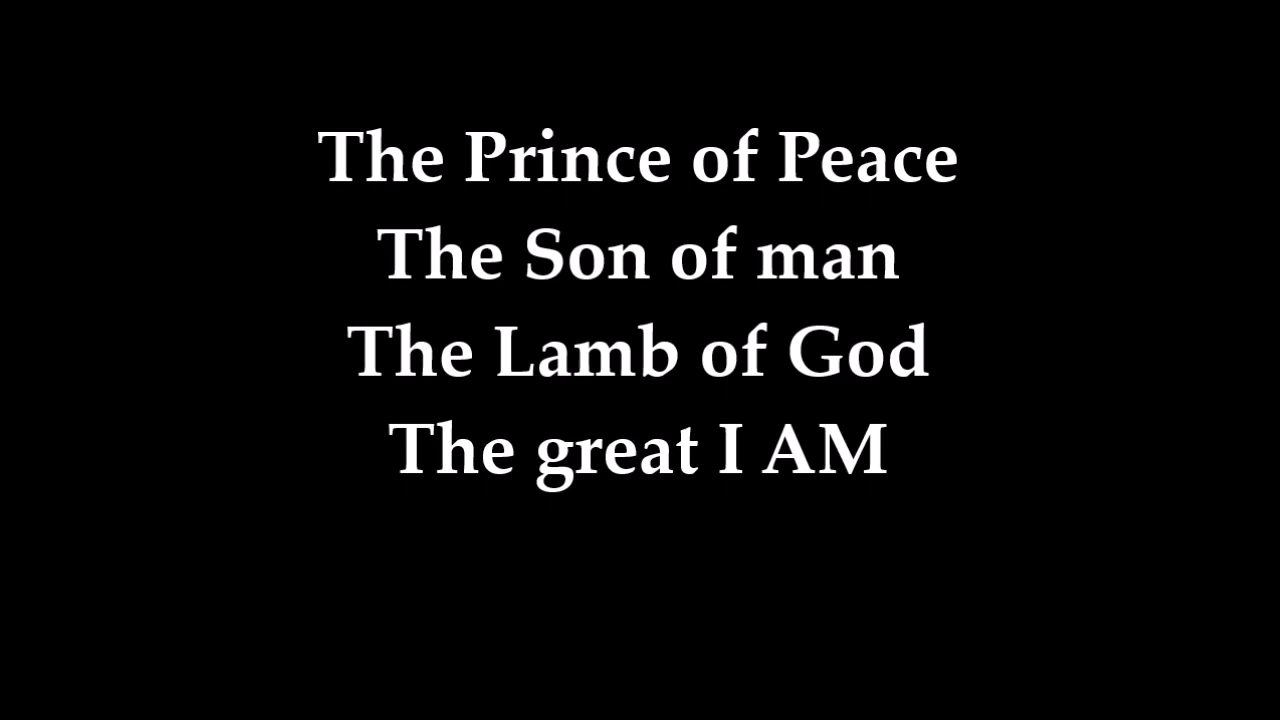 The Prince of Peace
The Son of man
The Lamb of God
The great I AM